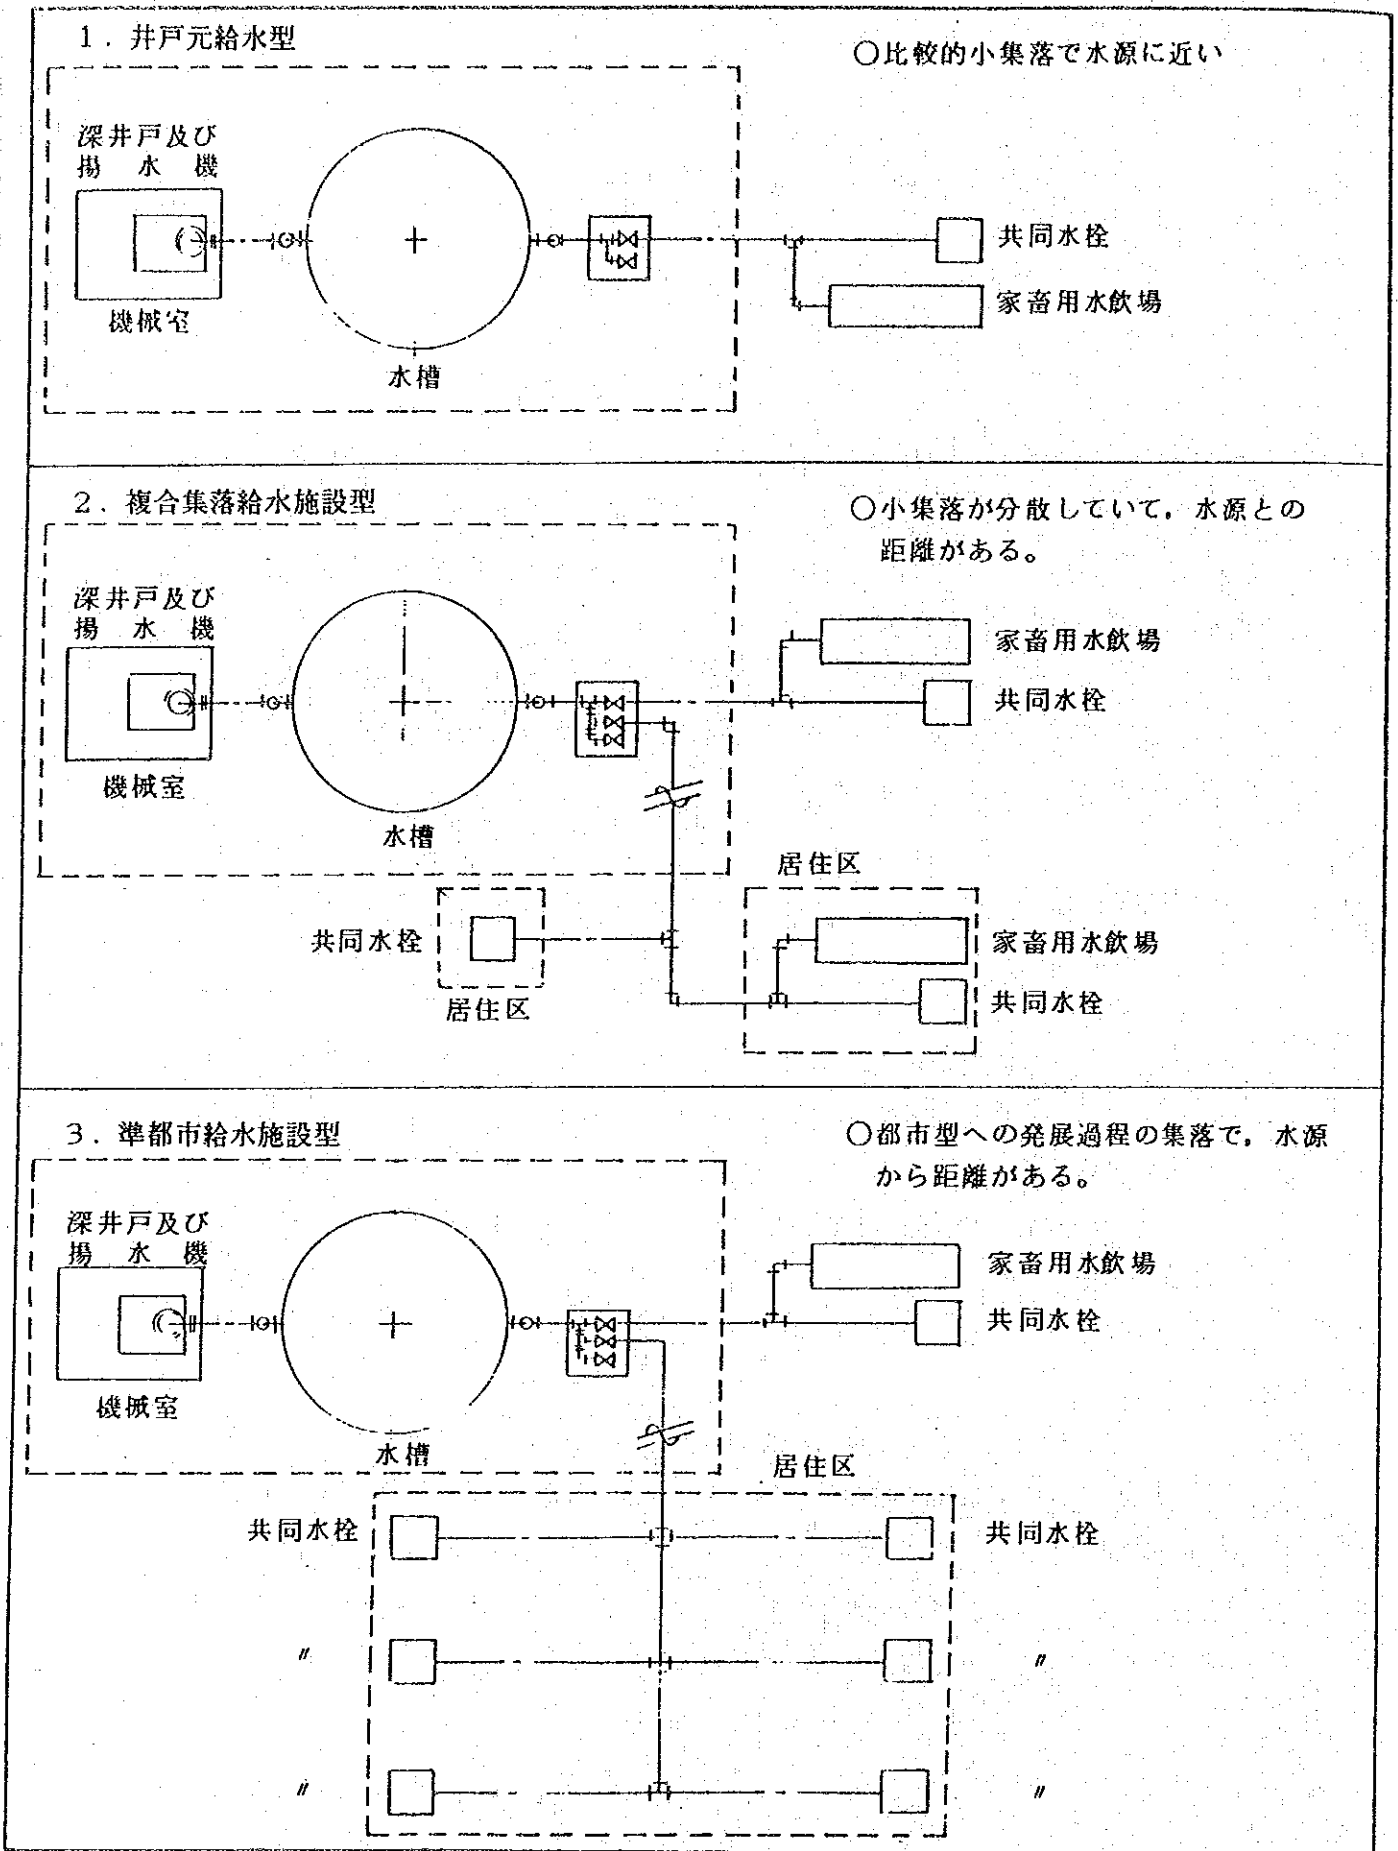 1. 井戸元給水型
○比較的小集落で水源に近い
深井戸及び
揚水機
機械室
水槽
共同水栓
家畜用水飲場
2. 複合集落給水施設型
○小集落が分散していて，水源との
距離がある。
深井戸及び
揚水機
機械室
水槽
家畜用水飲場
共同水栓
居住区
共同水栓
居住区
家畜用水飲場
共同水栓
3. 準都市給水施設型
○都市型への発展過程の集落で，水源
から距離がある。
深井戸及び
揚水機
機械室
水槽
家畜用水飲場
共同水栓
居住区
共同水栓
共同水栓
〃
〃
〃
〃